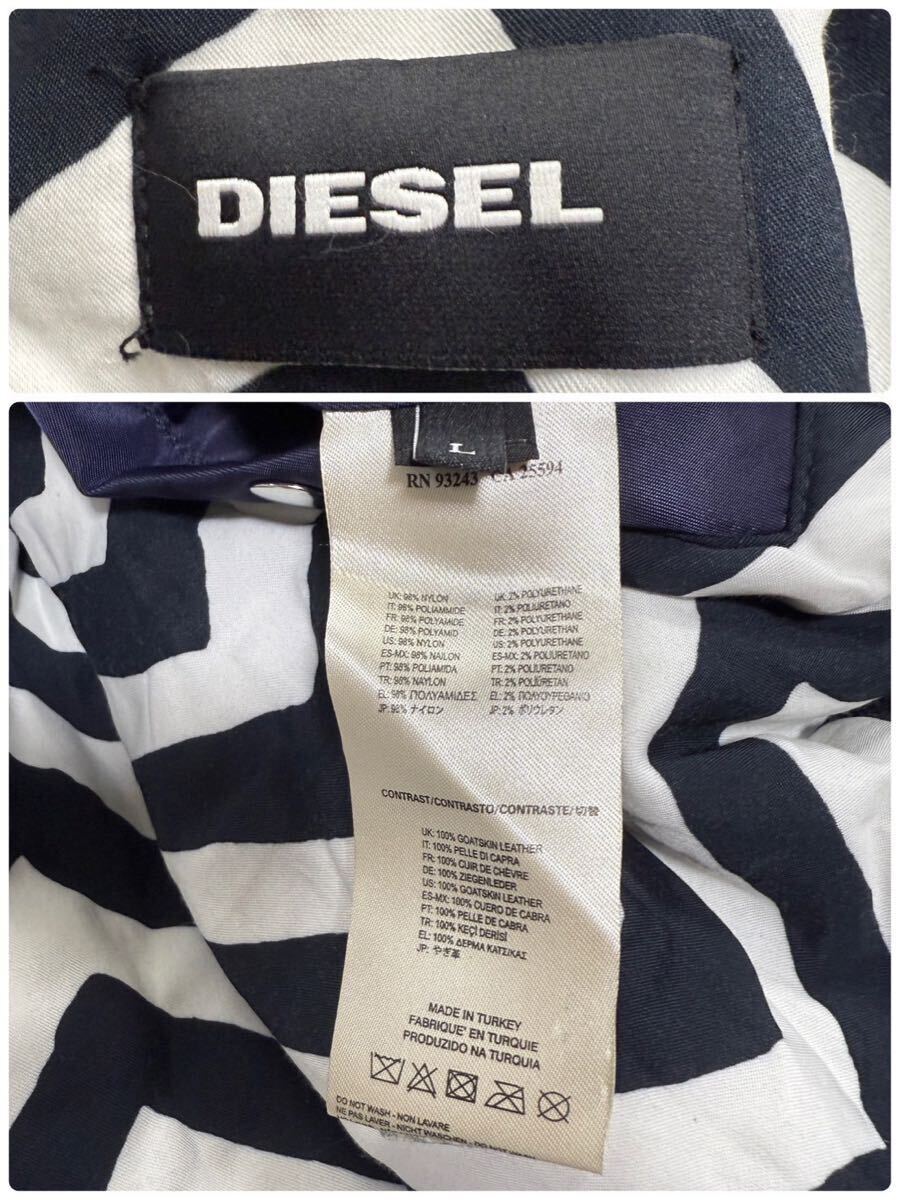 DIESEL
L
RN 93243 CA 25594
UK: 98% NYLON
IT: 98% POLIAMMIDE
FR: 98% POLYAMIDE
DE: 98% POLYAMID
US: 98% NYLON
ES-MX: 98% NAILON
PT: 98% POLIAMIDA
TR: 98% NAYLON
EL: 98% ΠΟΛΥΑΜΙΔΕΣ
JP: 98% ナイロン
UK: 2% POLYURETHANE
IT: 2% POLIURETANO
FR: 2% POLYURETHANE
DE: 2% POLYURETHAN
US: 2% POLYURETHANE
ES-MX: 2% POLIURETANO
PT: 2% POLIURETANO
TR: 2% POLİÜRETAN
EL: 2% ΠΟΛΥΟΥΡΕΘΑΝΙΟ
JP: 2% ポリウレタン
CONTRAST/CONTRASTO/CONTRASTE/切替
UK: 100% GOATSKIN LEATHER
IT: 100% PELLE DI CAPRA
FR: 100% CUIR DE CHÈVRE
DE: 100% ZIEGENLEDER
US: 100% GOATSKIN LEATHER
ES-MX: 100% CUERO DE CABRA
PT: 100% PELLE DE CABRA
TR: 100% KEÇİ DERİSİ
EL: 100% ΔΕΡΜΑ ΚΑΤΣΙΚΑΣ
JP: やぎ革
MADE IN TURKEY
FABRIQUE' EN TURQUIE
PRODUZIDO NA TURQUIA
DO NOT WASH - NON LAVARE
NE PAS LAVER - NICHT WASCHEN - DO NOT